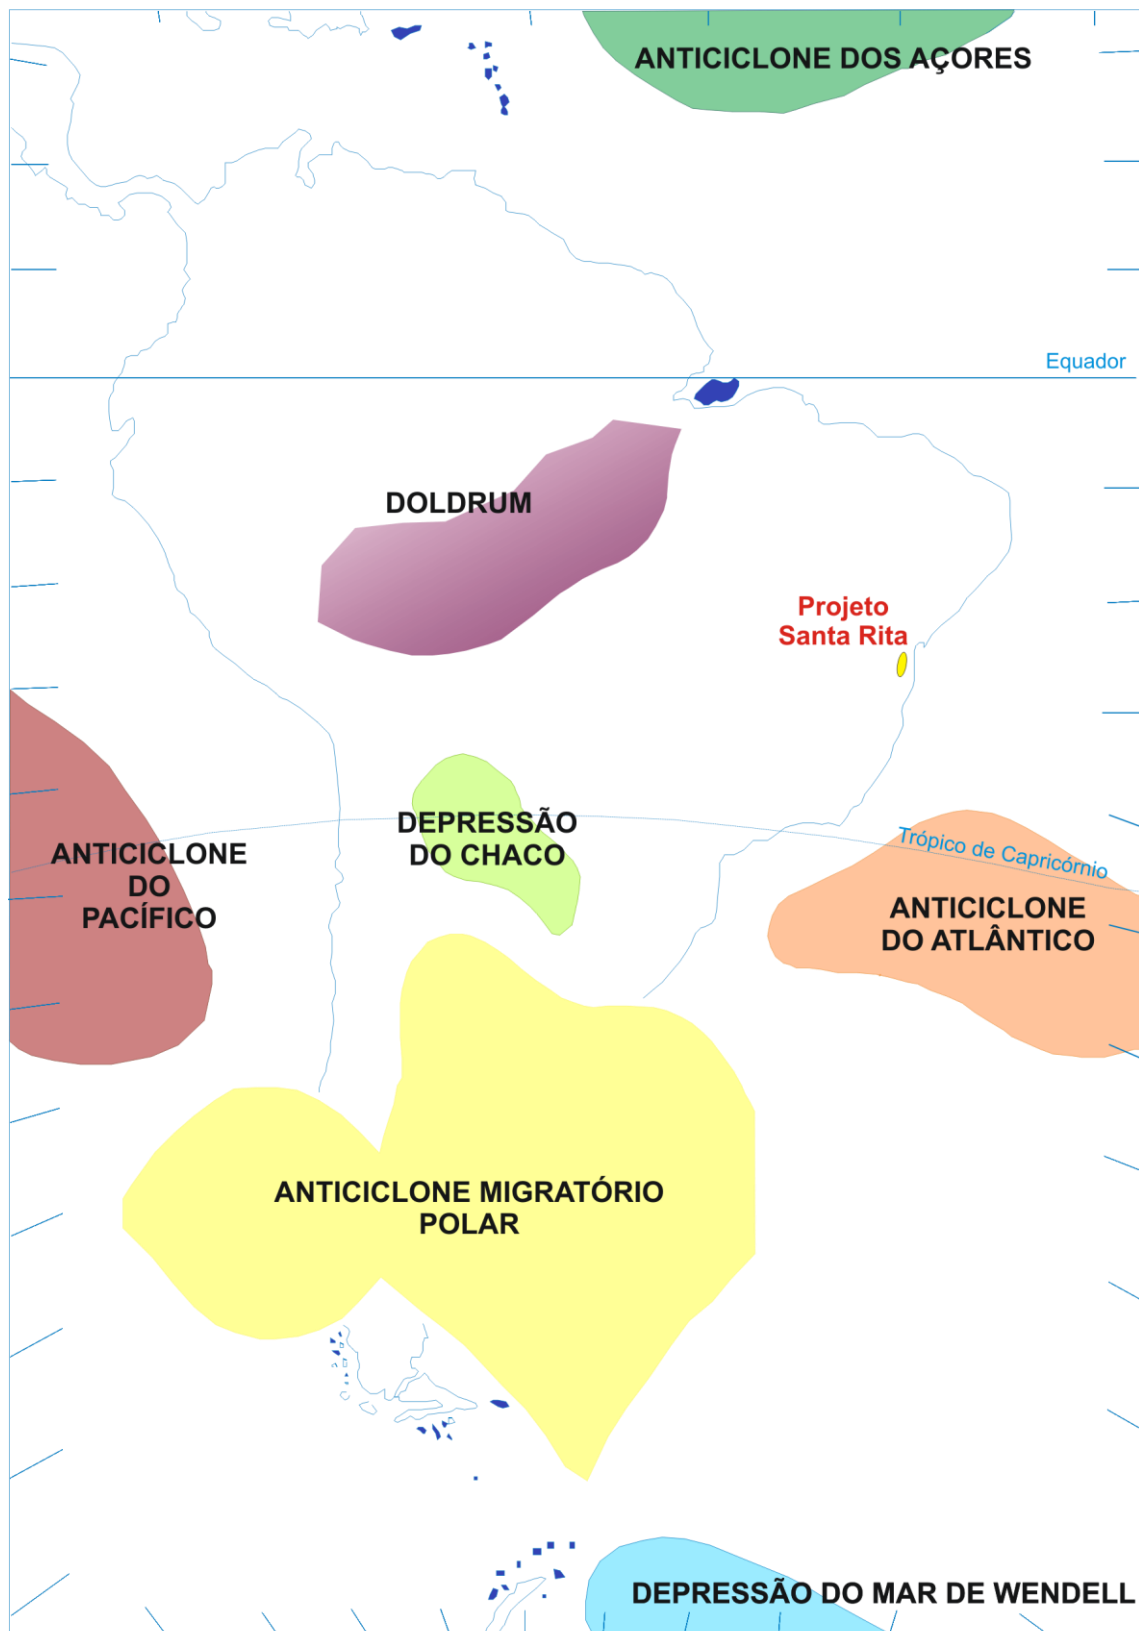 ANTICICLONE DOS AÇORES
Equador
DOLDRUM
Projeto
Santa Rita
DEPRESSÃO
DO CHACO
Trópico de Capricórnio
ANTICICLONE
DO
PACÍFICO
ANTICICLONE
DO ATLÂNTICO
ANTICICLONE MIGRATÓRIO
POLAR
DEPRESSÃO DO MAR DE WENDELL